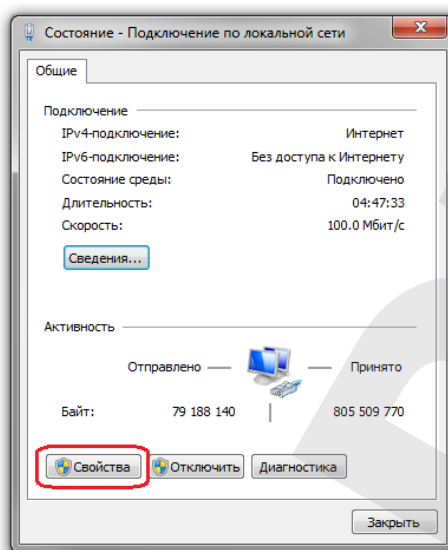 Состояние - Подключение по локальной сети
Общие
Подключение
IPv4-подключение: Интернет
IPv6-подключение: Без доступа к Интернету
Состояние среды: Подключено
Длительность: 04:47:33
Скорость: 100.0 Мбит/с
Сведения...
Активность
Отправлено — — Принято
Байт: 79 188 140 805 509 770
Свойства Отключить Диагностика
Закрыть